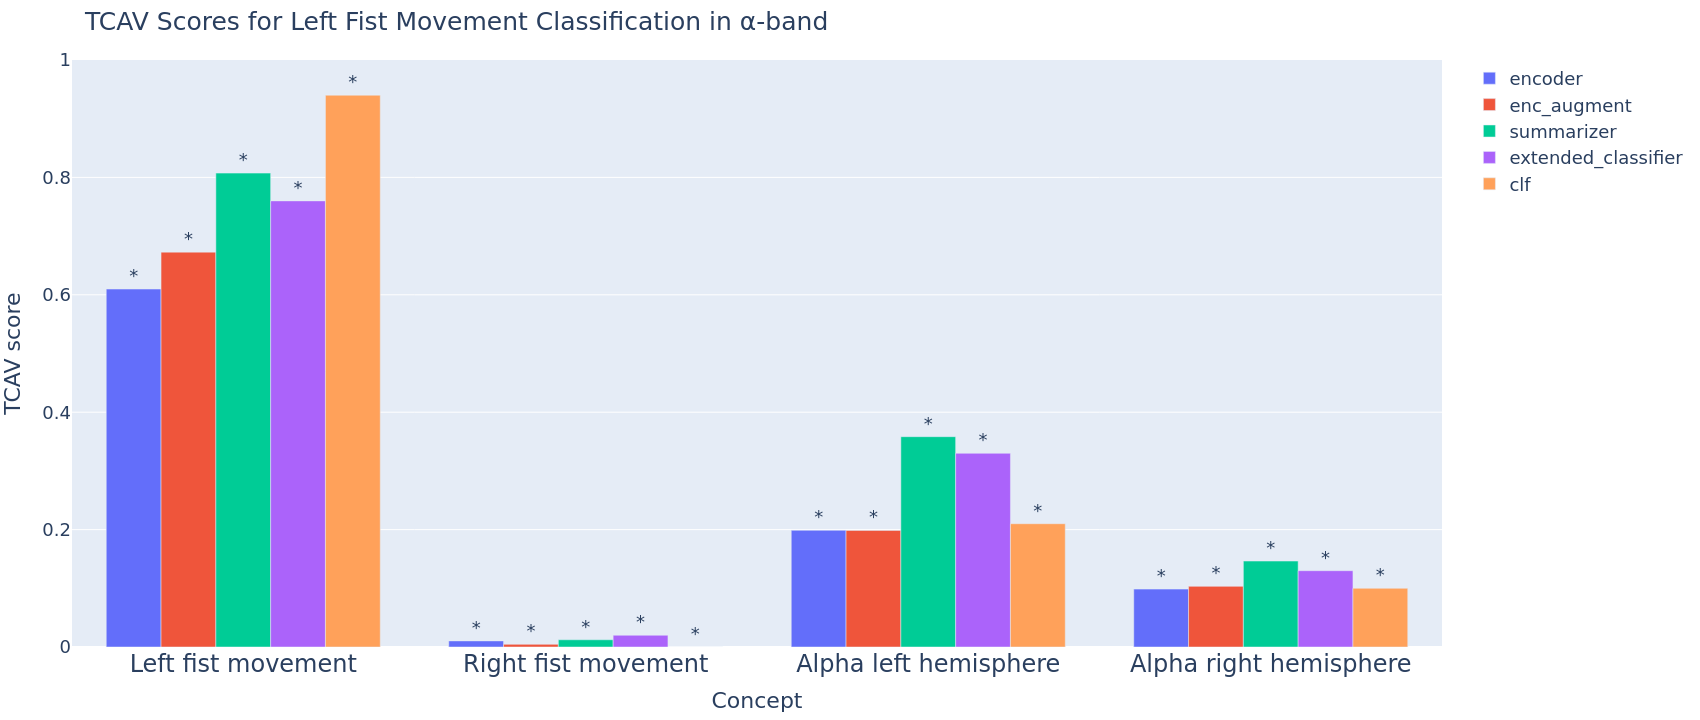 TCAV Scores for Left Fist Movement Classification in α-band
1
0.8
0.6
0.4
0.2
0
TCAV score
* * * * *
* * * * *
* * * * *
* * * * *
Left fist movement
Right fist movement
Alpha left hemisphere
Alpha right hemisphere
Concept
encoder
enc_augment
summarizer
extended_classifier
clf